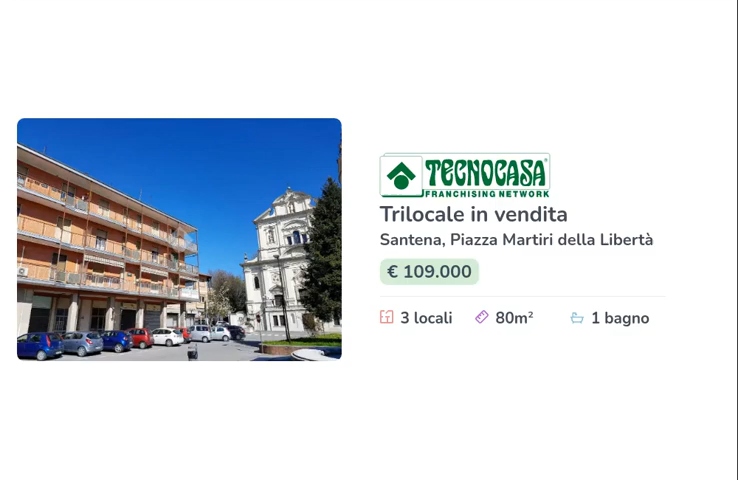 TECNOCASA
FRANCHISING NETWORK
Trilocale in vendita
Santena, Piazza Martiri della Libertà
€ 109.000
3 locali 80m² 1 bagno